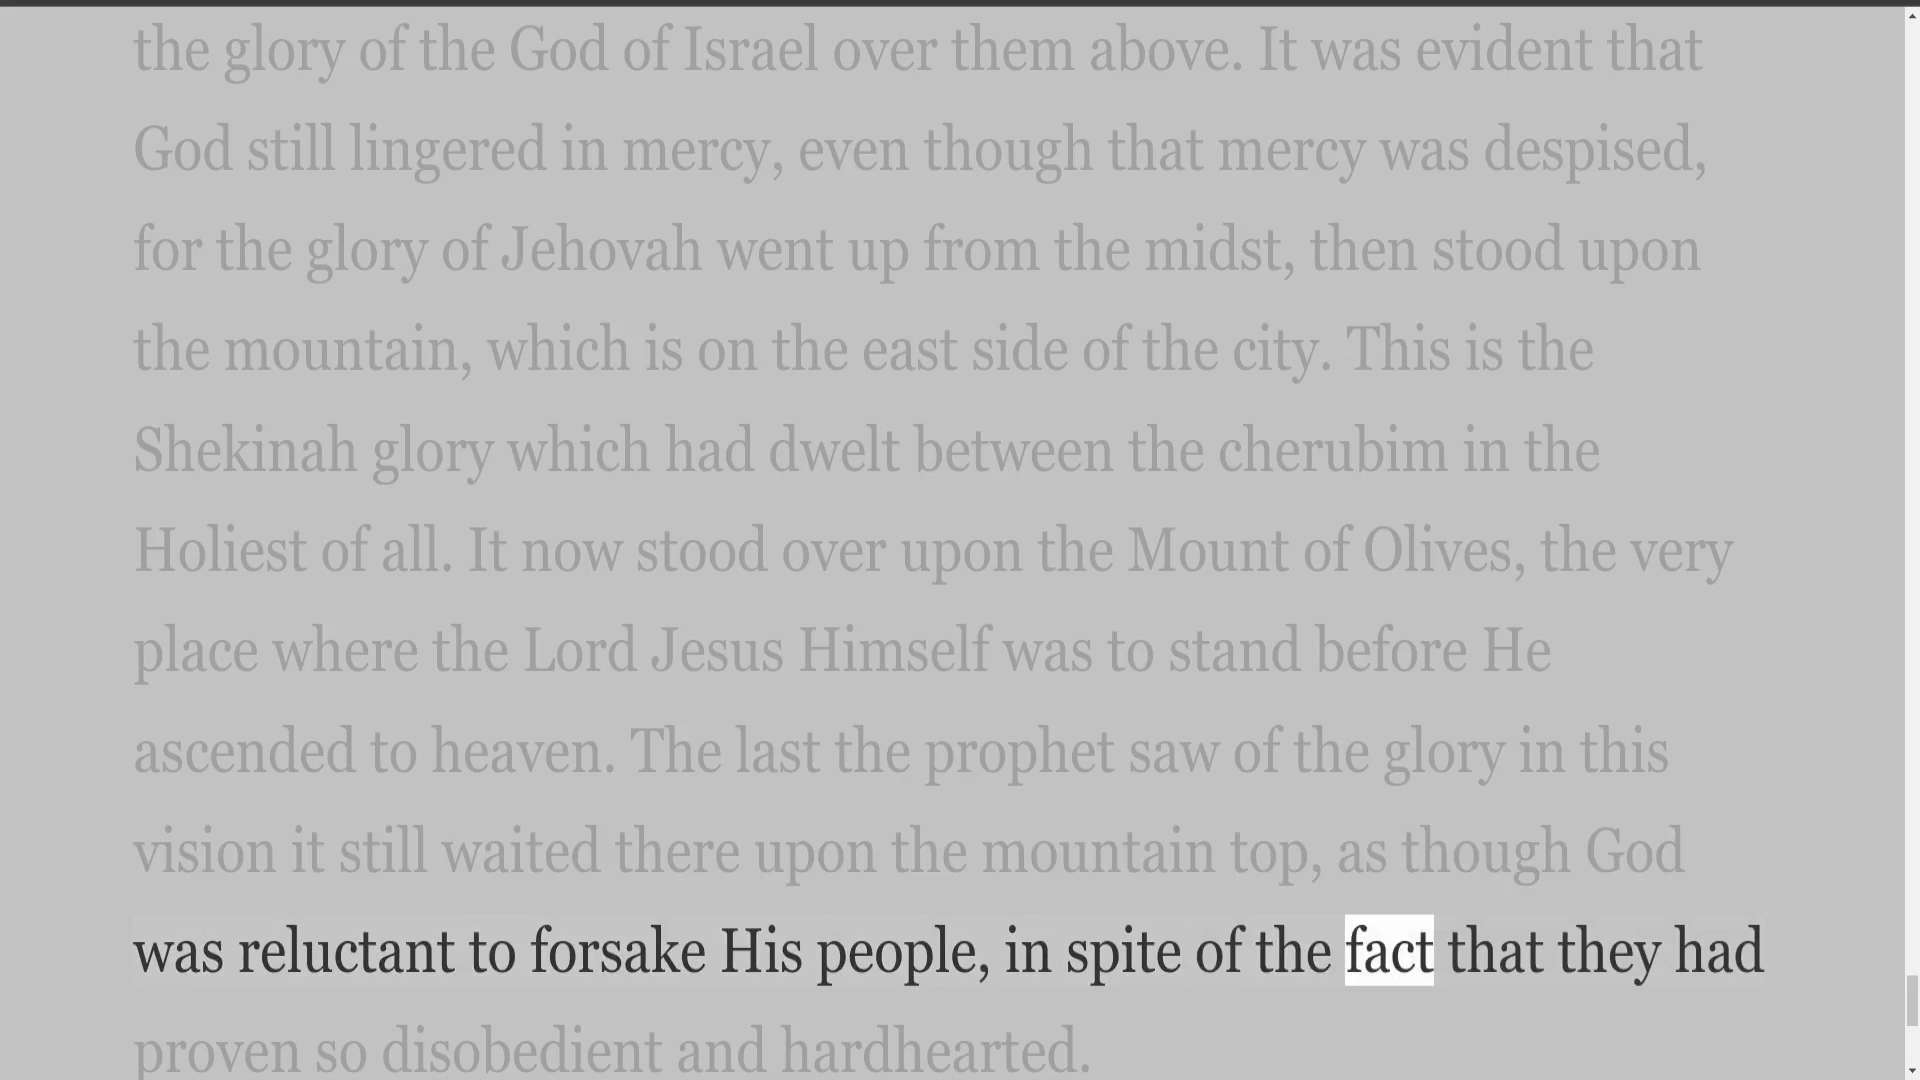 the glory of the God of Israel over them above. It was evident that
God still lingered in mercy, even though that mercy was despised,
for the glory of Jehovah went up from the midst, then stood upon
the mountain, which is on the east side of the city. This is the
Shekinah glory which had dwelt between the cherubim in the
Holiest of all. It now stood over upon the Mount of Olives, the very
place where the Lord Jesus Himself was to stand before He
ascended to heaven. The last the prophet saw of the glory in this
vision it still waited there upon the mountain top, as though God
was reluctant to forsake His people, in spite of the fact that they had
proven so disobedient and hardhearted.